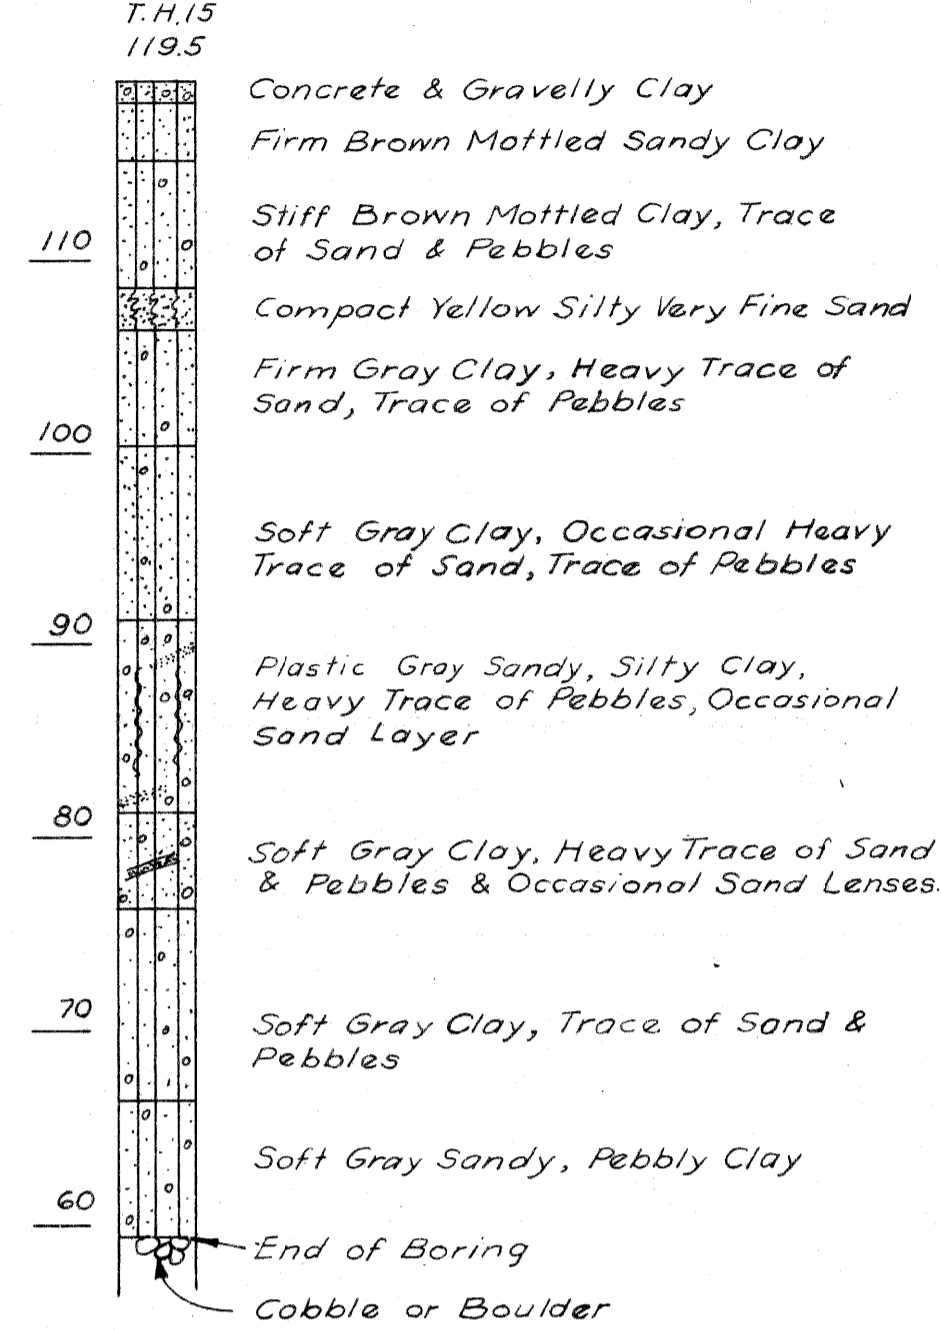 T.H.15
119.5
Concrete & Gravelly Clay
Firm Brown Mottled Sandy Clay
Stiff Brown Mottled Clay, Trace
of Sand & Pebbles
110
Compact Yellow Silty Very Fine Sand
Firm Gray Clay, Heavy Trace of
Sand, Trace of Pebbles
100
Soft Gray Clay, Occasional Heavy
Trace of Sand, Trace of Pebbles
90
Plastic Gray Sandy, Silty Clay,
Heavy Trace of Pebbles, Occasional
Sand Layer
80
Soft Gray Clay, Heavy Trace of Sand
& Pebbles & Occasional Sand Lenses.
70
Soft Gray Clay, Trace of Sand &
Pebbles
Soft Gray Sandy, Pebbly Clay
60
End of Boring
Cobble or Boulder